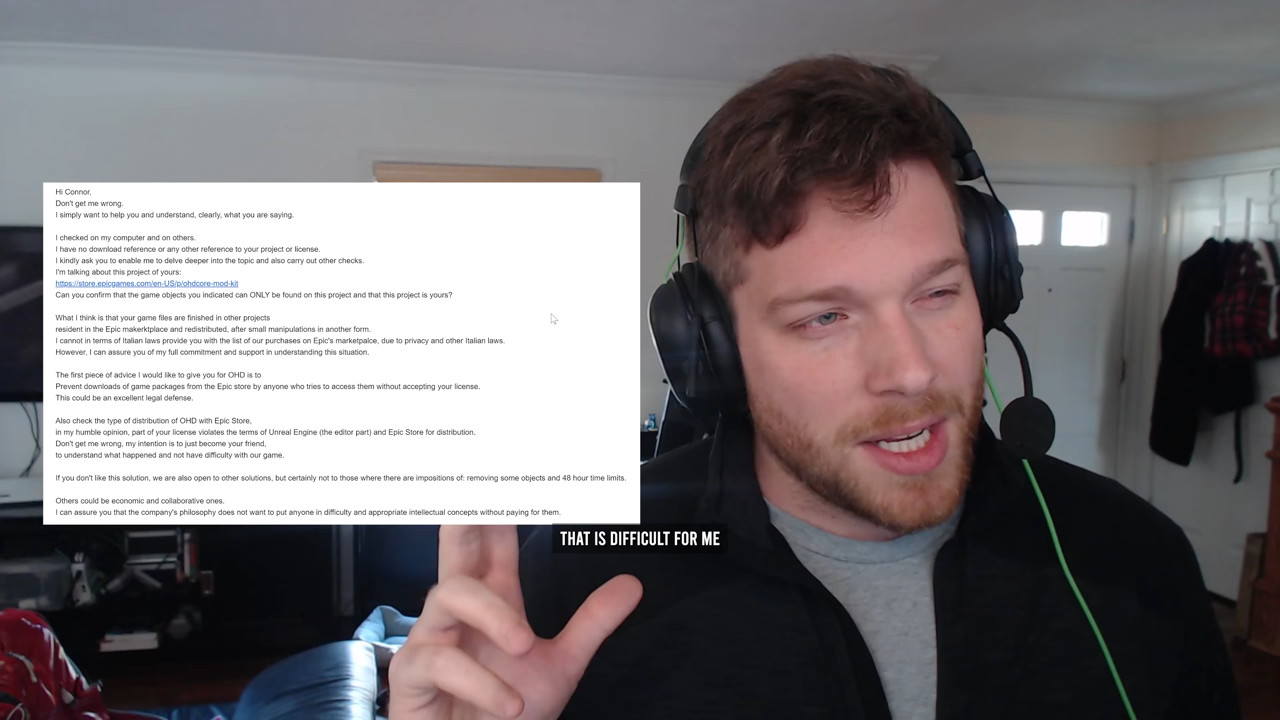 Hi Connor,
Don't get me wrong.
I simply want to help you and understand, clearly, what you are saying.
I checked on my computer and on others.
I have no download reference or any other reference to your project or license.
I kindly ask you to enable me to delve deeper into the topic and also carry out other checks.
I'm talking about this project of yours:
https://store.epicgames.com/en-US/p/ohdcore-mod-kit
Can you confirm that the game objects you indicated can ONLY be found on this project and that this project is yours?
What I think is that your game files are finished in other projects
resident in the Epic makerktplace and redistributed, after small manipulations in another form.
I cannot in terms of Italian laws provide you with the list of our purchases on Epic's marketpalce, due to privacy and other Italian laws.
However, I can assure you of my full commitment and support in understanding this situation.
The first piece of advice I would like to give you for OHD is to
Prevent downloads of game packages from the Epic store by anyone who tries to access them without accepting your license.
This could be an excellent legal defense.
Also check the type of distribution of OHD with Epic Store,
in my humble opinion, part of your license violates the terms of Unreal Engine (the editor part) and Epic Store for distribution.
Don't get me wrong, my intention is to just become your friend,
to understand what happened and not have difficulty with our game.
If you don't like this solution, we are also open to other solutions, but certainly not to those where there are impositions of: removing some objects and 48 hour time limits.
Others could be economic and collaborative ones.
I can assure you that the company's philosophy does not want to put anyone in difficulty and appropriate intellectual concepts without paying for them.
THAT IS DIFFICULT FOR ME